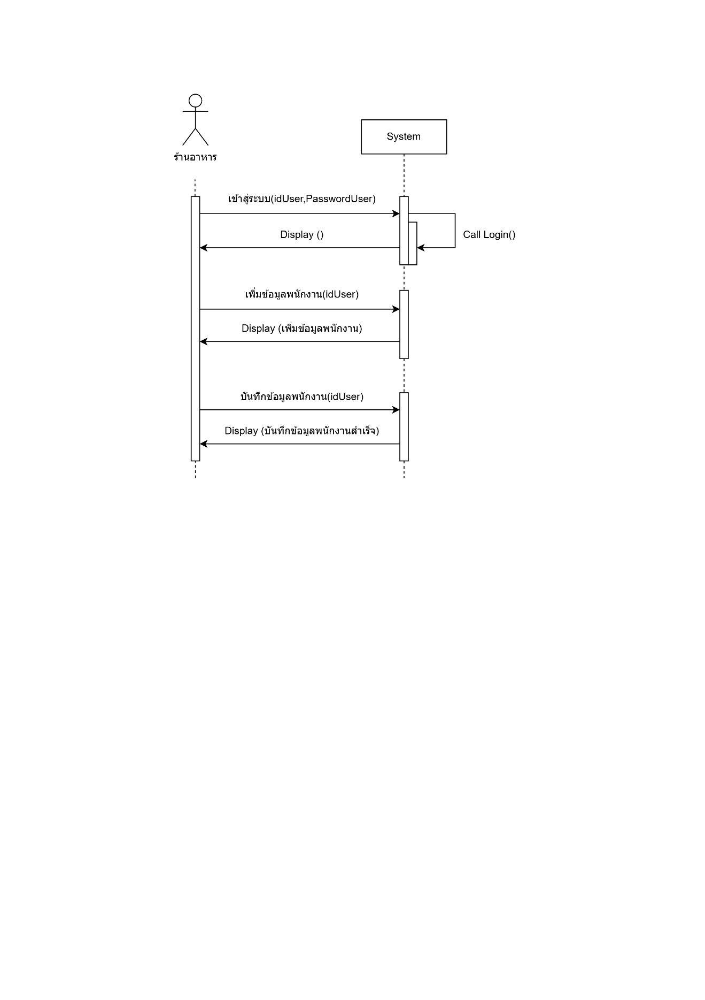 ร้านอาหาร
System
เข้าสู่ระบบ(idUser,PasswordUser)
Display ()
Call Login()
เพิ่มข้อมูลพนักงาน(idUser)
Display (เพิ่มข้อมูลพนักงาน)
บันทึกข้อมูลพนักงาน(idUser)
Display (บันทึกข้อมูลพนักงานสำเร็จ)